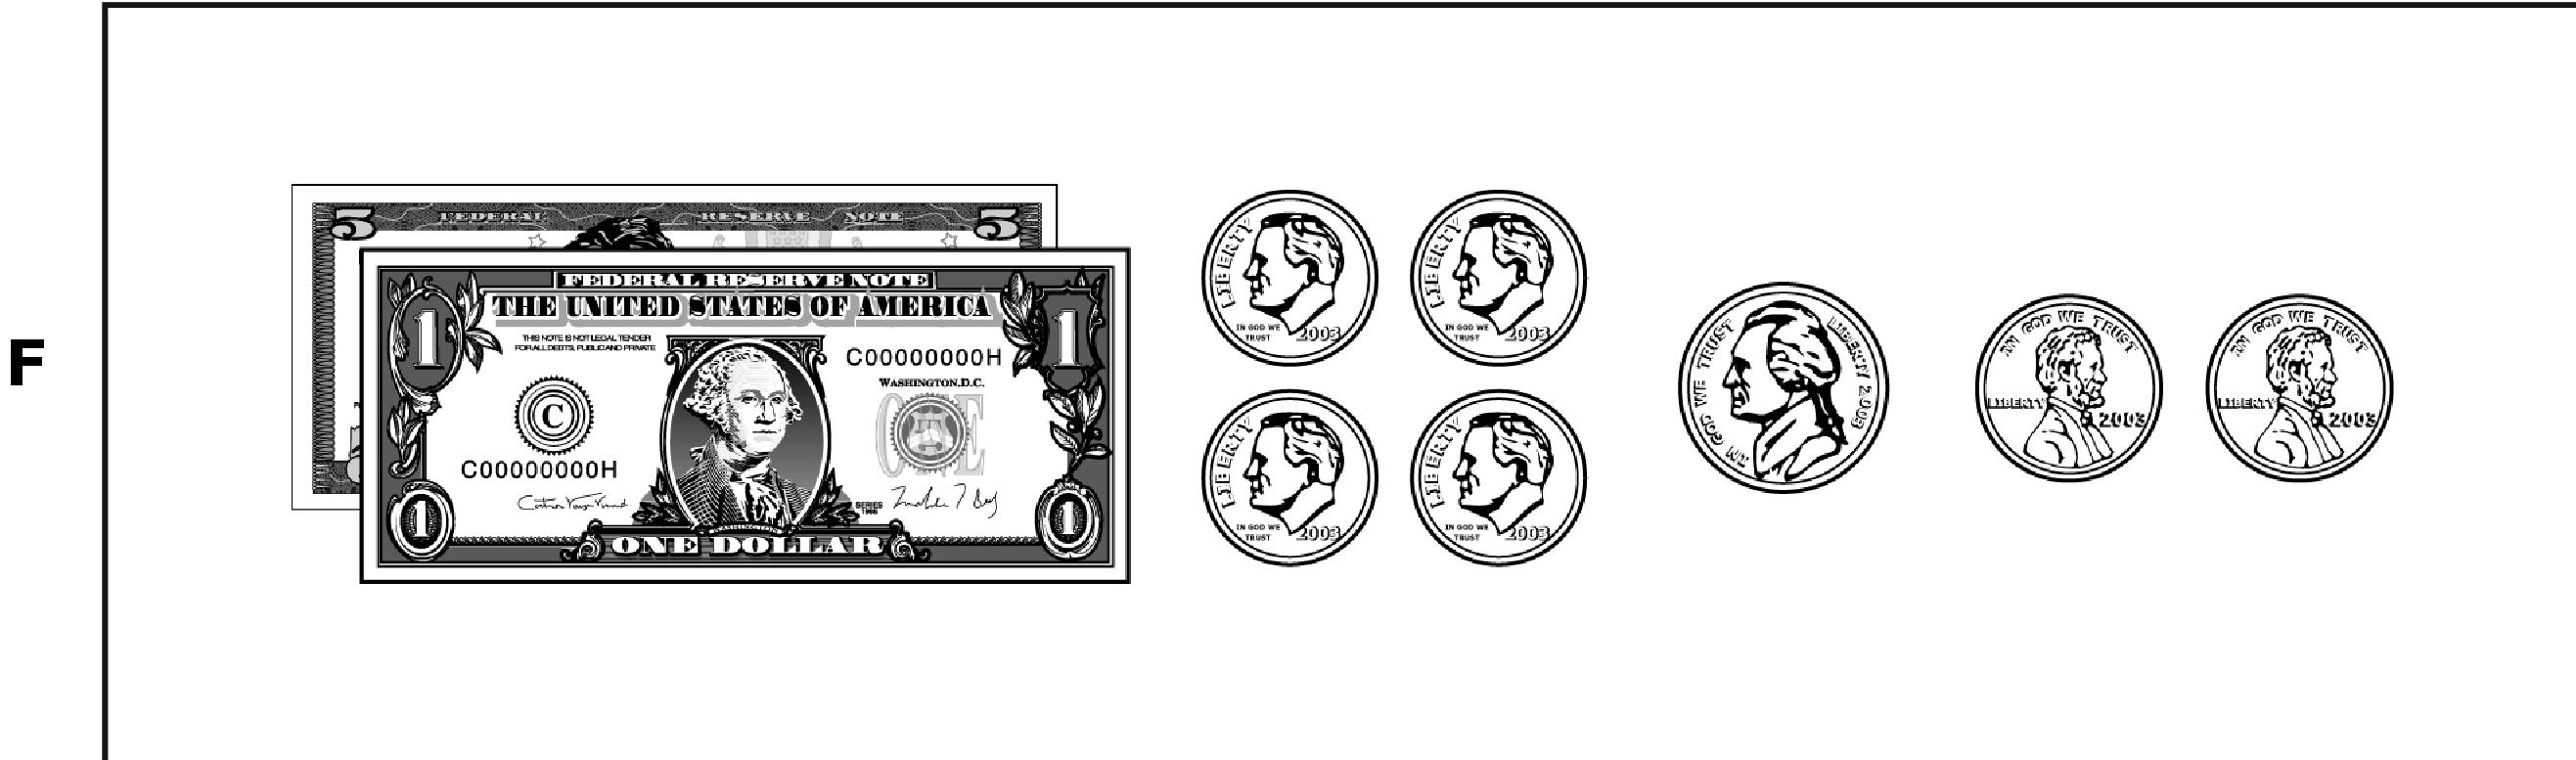 F
5 FEDERAL RESERVE NOTE 5
FEDERAL RESERVE NOTE
THE UNITED STATES OF AMERICA
1 1
THIS NOTE IS NOT LEGAL TENDER
FOR ALL DEBTS, PUBLIC AND PRIVATE
C00000000H
WASHINGTON, D.C.
C
ONE
C00000000H
SERIES
1996
1 1
ONE DOLLAR
LIBERTY
IN GOD WE
TRUST
2003
LIBERTY
IN GOD WE
TRUST
2003
LIBERTY
IN GOD WE
TRUST
2003
LIBERTY
IN GOD WE
TRUST
2003
IN GOD WE TRUST
LIBERTY 2003
IN GOD WE TRUST
LIBERTY
2003
IN GOD WE TRUST
LIBERTY
2003